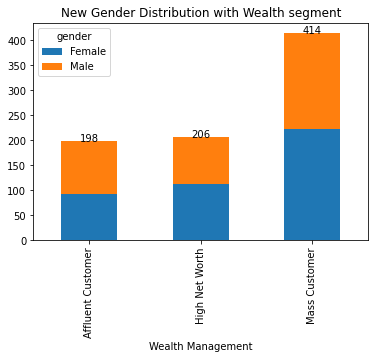 New Gender Distribution with Wealth segment
gender
Female
Male
400
350
300
250
200
150
100
50
0
198
206
414
Affluent Customer
High Net Worth
Mass Customer
Wealth Management